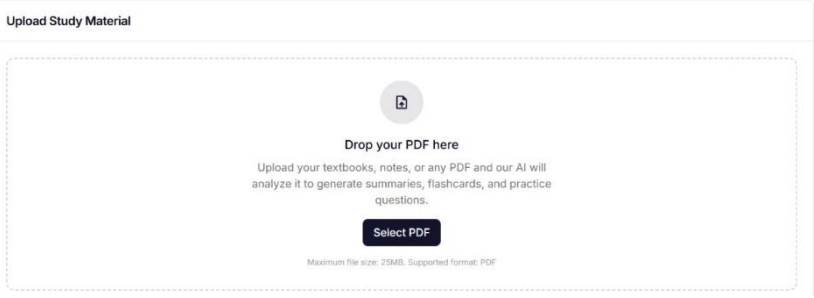 Upload Study Material
Drop your PDF here
Upload your textbooks, notes, or any PDF and our AI will
analyze it to generate summaries, flashcards, and practice
questions.
Select PDF
Maximum file size: 25MB. Supported format: PDF